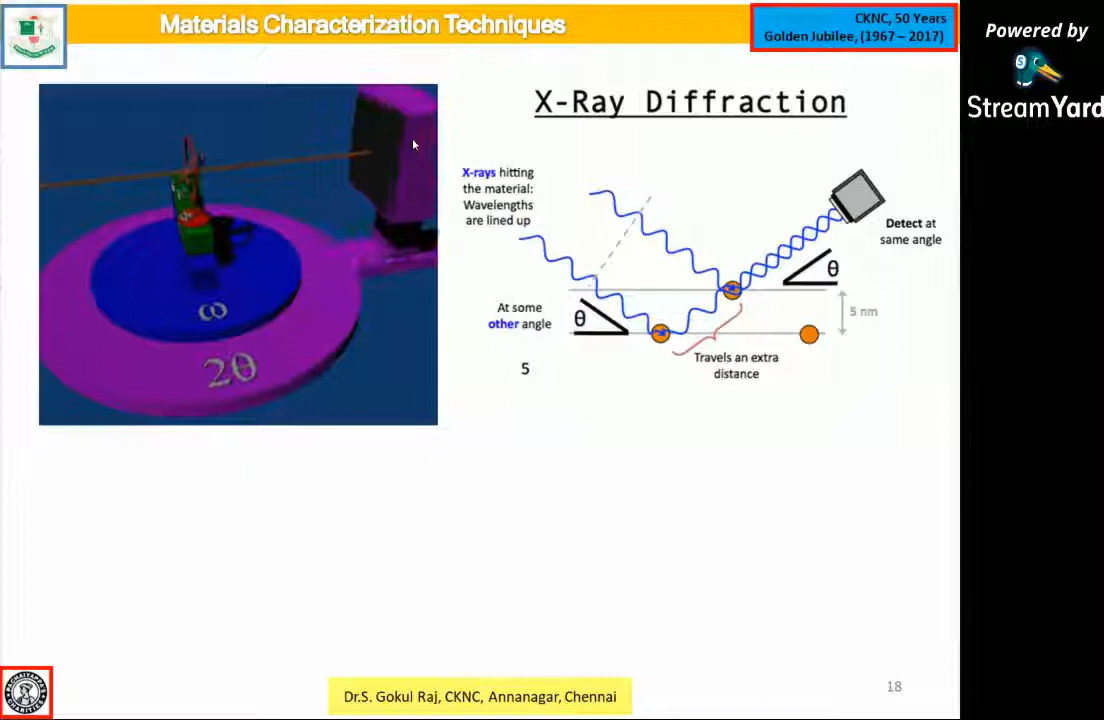 Materials Characterization Techniques
CKNC, 50 Years
Golden Jubilee, (1967 – 2017)
Powered by
StreamYard
X-Ray Diffraction
X-rays hitting
the material:
Wavelengths
are lined up
Detect at
same angle
θ
At some
other angle
θ
5 nm
5
Travels an extra
distance
ω
2θ
Dr.S. Gokul Raj, CKNC, Annanagar, Chennai
18